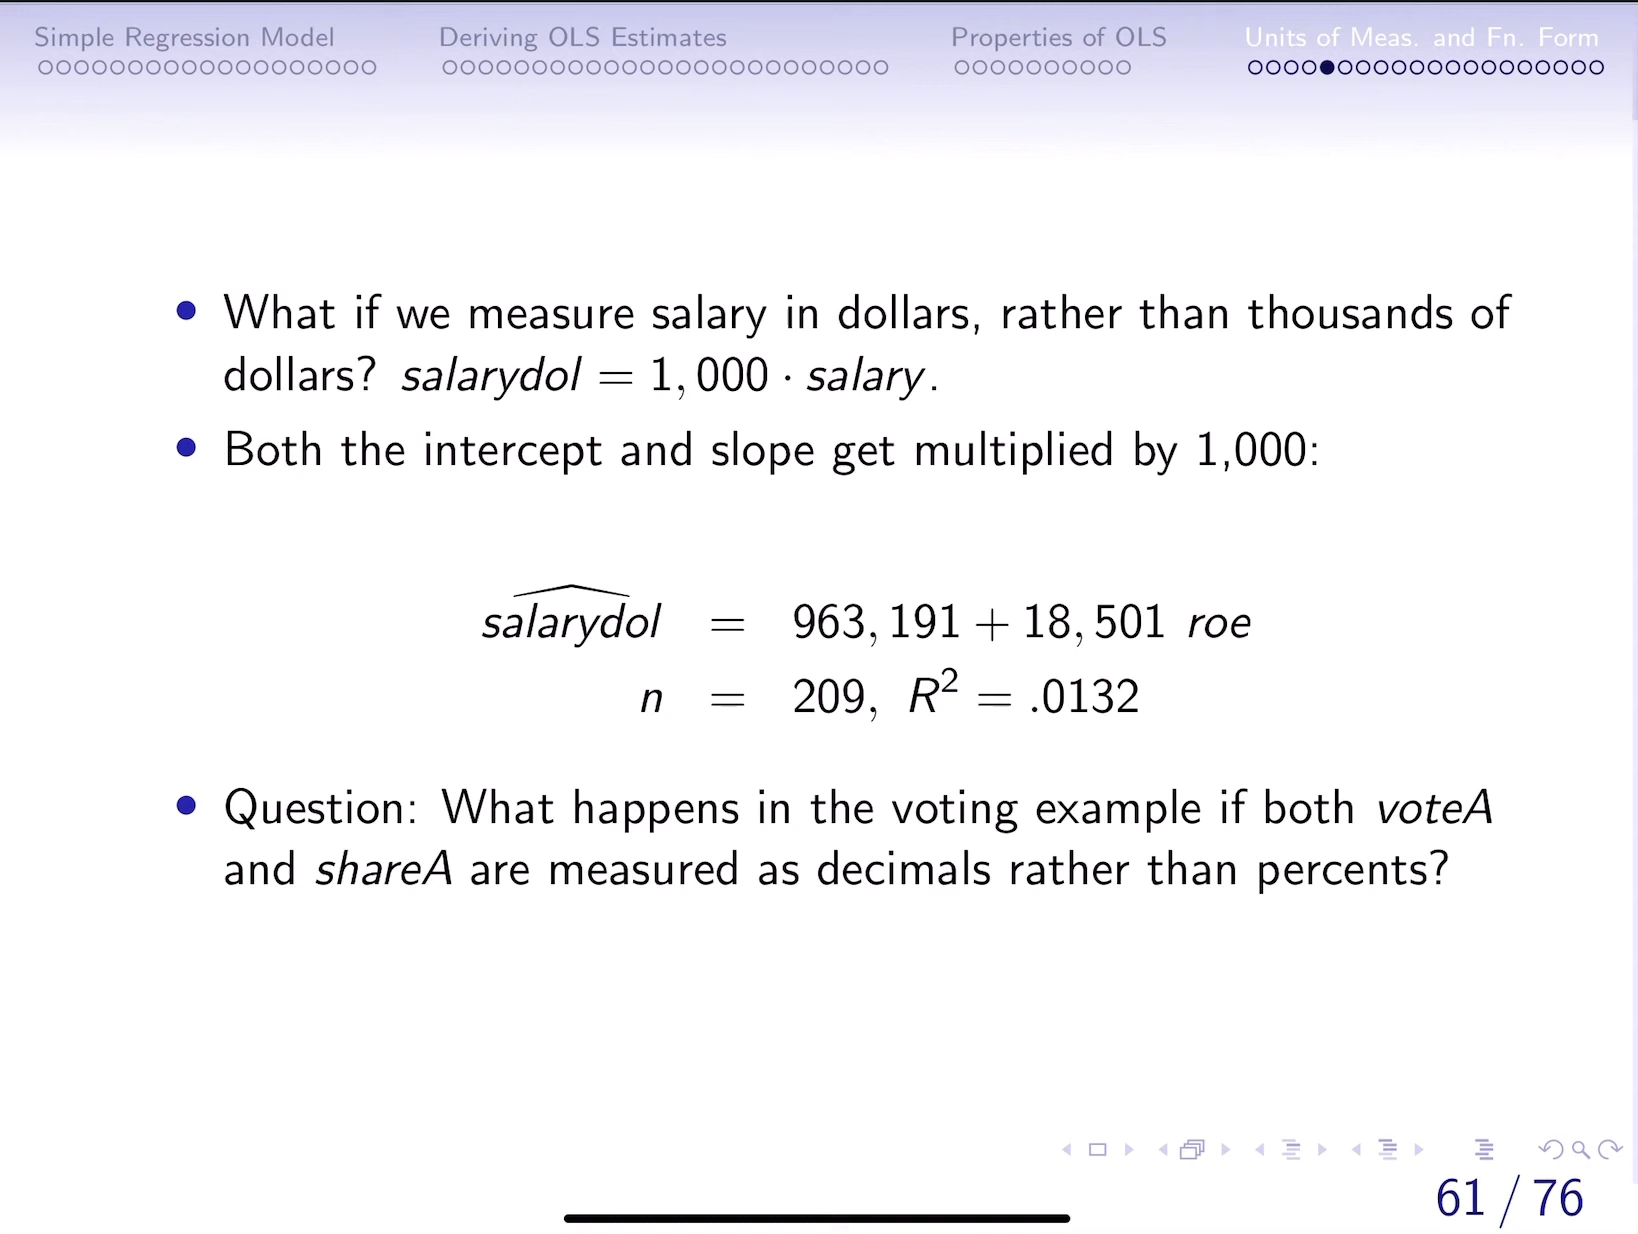 Simple Regression Model Deriving OLS Estimates Properties of OLS Units of Meas. and Fn. Form
• What if we measure salary in dollars, rather than thousands of
dollars? salarydol = 1, 000 · salary.
• Both the intercept and slope get multiplied by 1,000:
\widehat{salarydol} = 963, 191 + 18, 501 roe
n = 209, R² = .0132
• Question: What happens in the voting example if both voteA
and shareA are measured as decimals rather than percents?
61 / 76